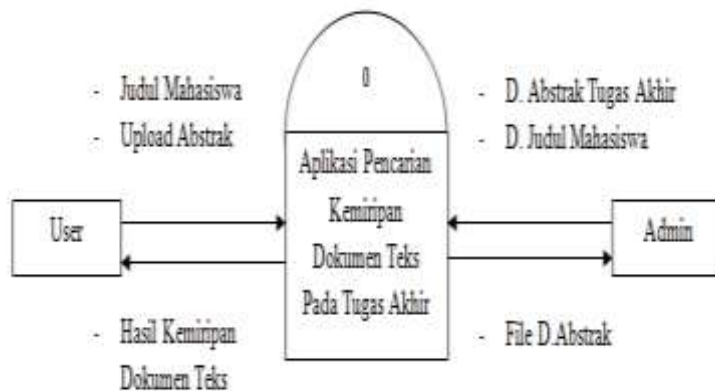 0
- Judul Mahasiswa
- Upload Abstrak
- D. Abstrak Tugas Akhir
- D. Judul Mahasiswa
Aplikasi Pencarian
Kemiripan
Dokumen Teks
Pada Tugas Akhir
User
Admin
- Hasil Kemiripan
Dokumen Teks
- File D.Abstrak